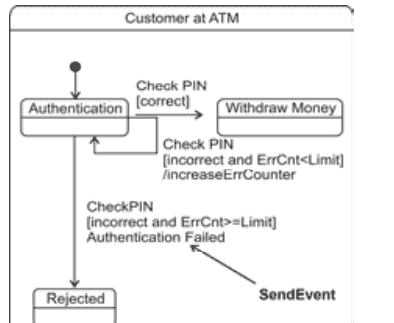 Customer at ATM
Check PIN
[correct]
Authentication
Withdraw Money
Check PIN
[incorrect and ErrCnt<Limit]
/increaseErrCounter
CheckPIN
[incorrect and ErrCnt>=Limit]
Authentication Failed
SendEvent
Rejected